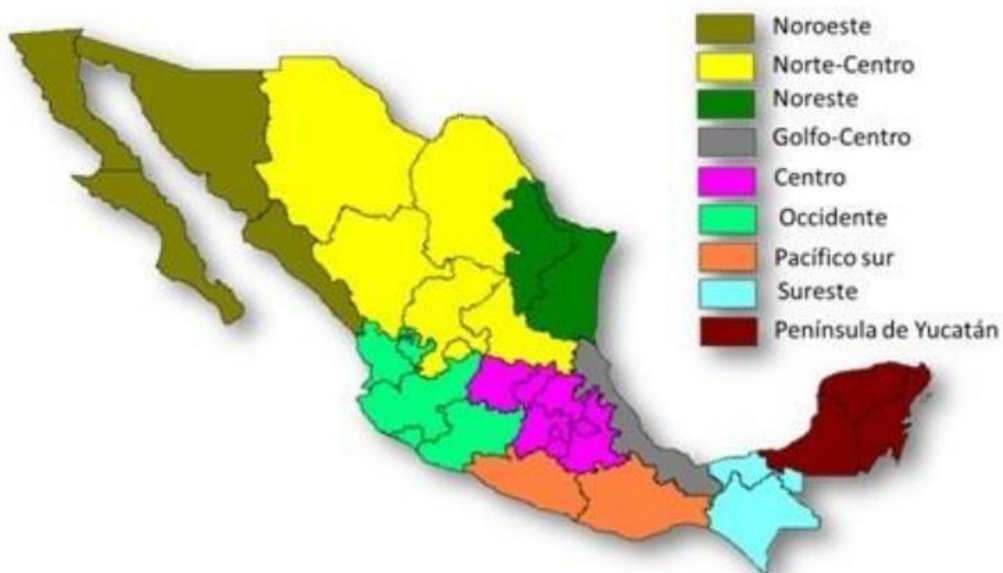 Noroeste
Norte-Centro
Noreste
Golfo-Centro
Centro
Occidente
Pacífico sur
Sureste
Península de Yucatán